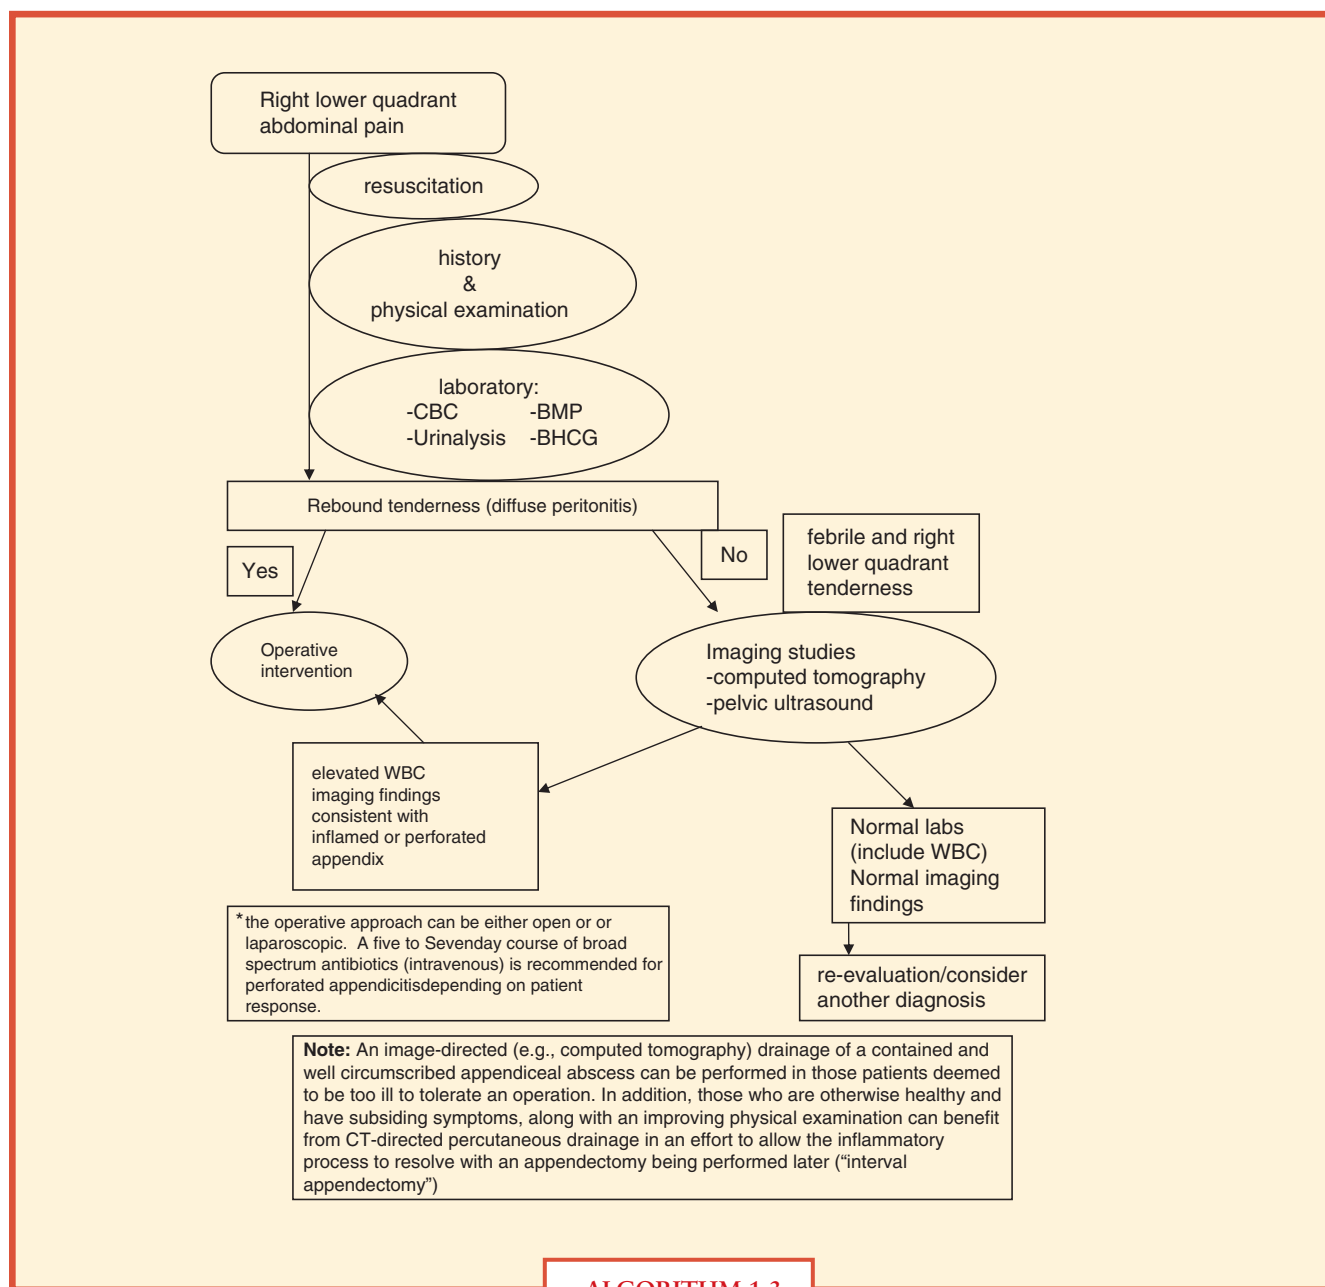 Right lower quadrant
abdominal pain
resuscitation
history
&
physical examination
laboratory:
-CBC -BMP
-Urinalysis -BHCG
Rebound tenderness (diffuse peritonitis)
Yes
No
febrile and right
lower quadrant
tenderness
Operative
intervention
Imaging studies
-computed tomography
-pelvic ultrasound
elevated WBC
imaging findings
consistent with
inflamed or perforated
appendix
Normal labs
(include WBC)
Normal imaging
findings
*the operative approach can be either open or or
laparoscopic. A five to Sevenday course of broad
spectrum antibiotics (intravenous) is recommended for
perforated appendicitisdepending on patient
response.
re-evaluation/consider
another diagnosis
Note: An image-directed (e.g., computed tomography) drainage of a contained and
well circumscribed appendiceal abscess can be performed in those patients deemed
to be too ill to tolerate an operation. In addition, those who are otherwise healthy and
have subsiding symptoms, along with an improving physical examination can benefit
from CT-directed percutaneous drainage in an effort to allow the inflammatory
process to resolve with an appendectomy being performed later (“interval
appendectomy”)
ALGORITHM 1-3